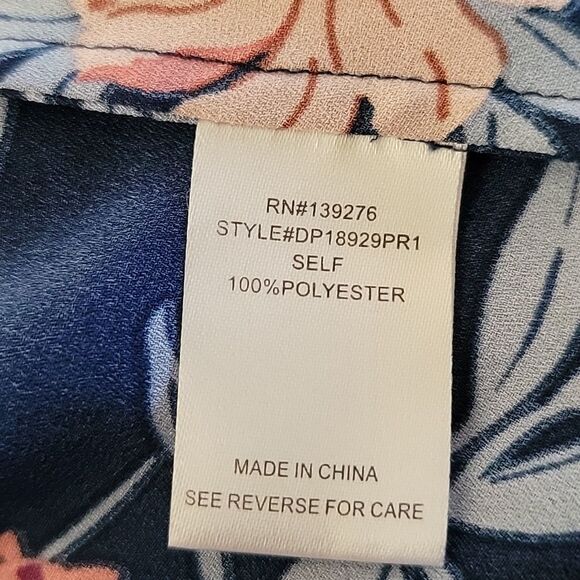 RN#139276
STYLE#DP18929PR1
SELF
100%POLYESTER
MADE IN CHINA
SEE REVERSE FOR CARE